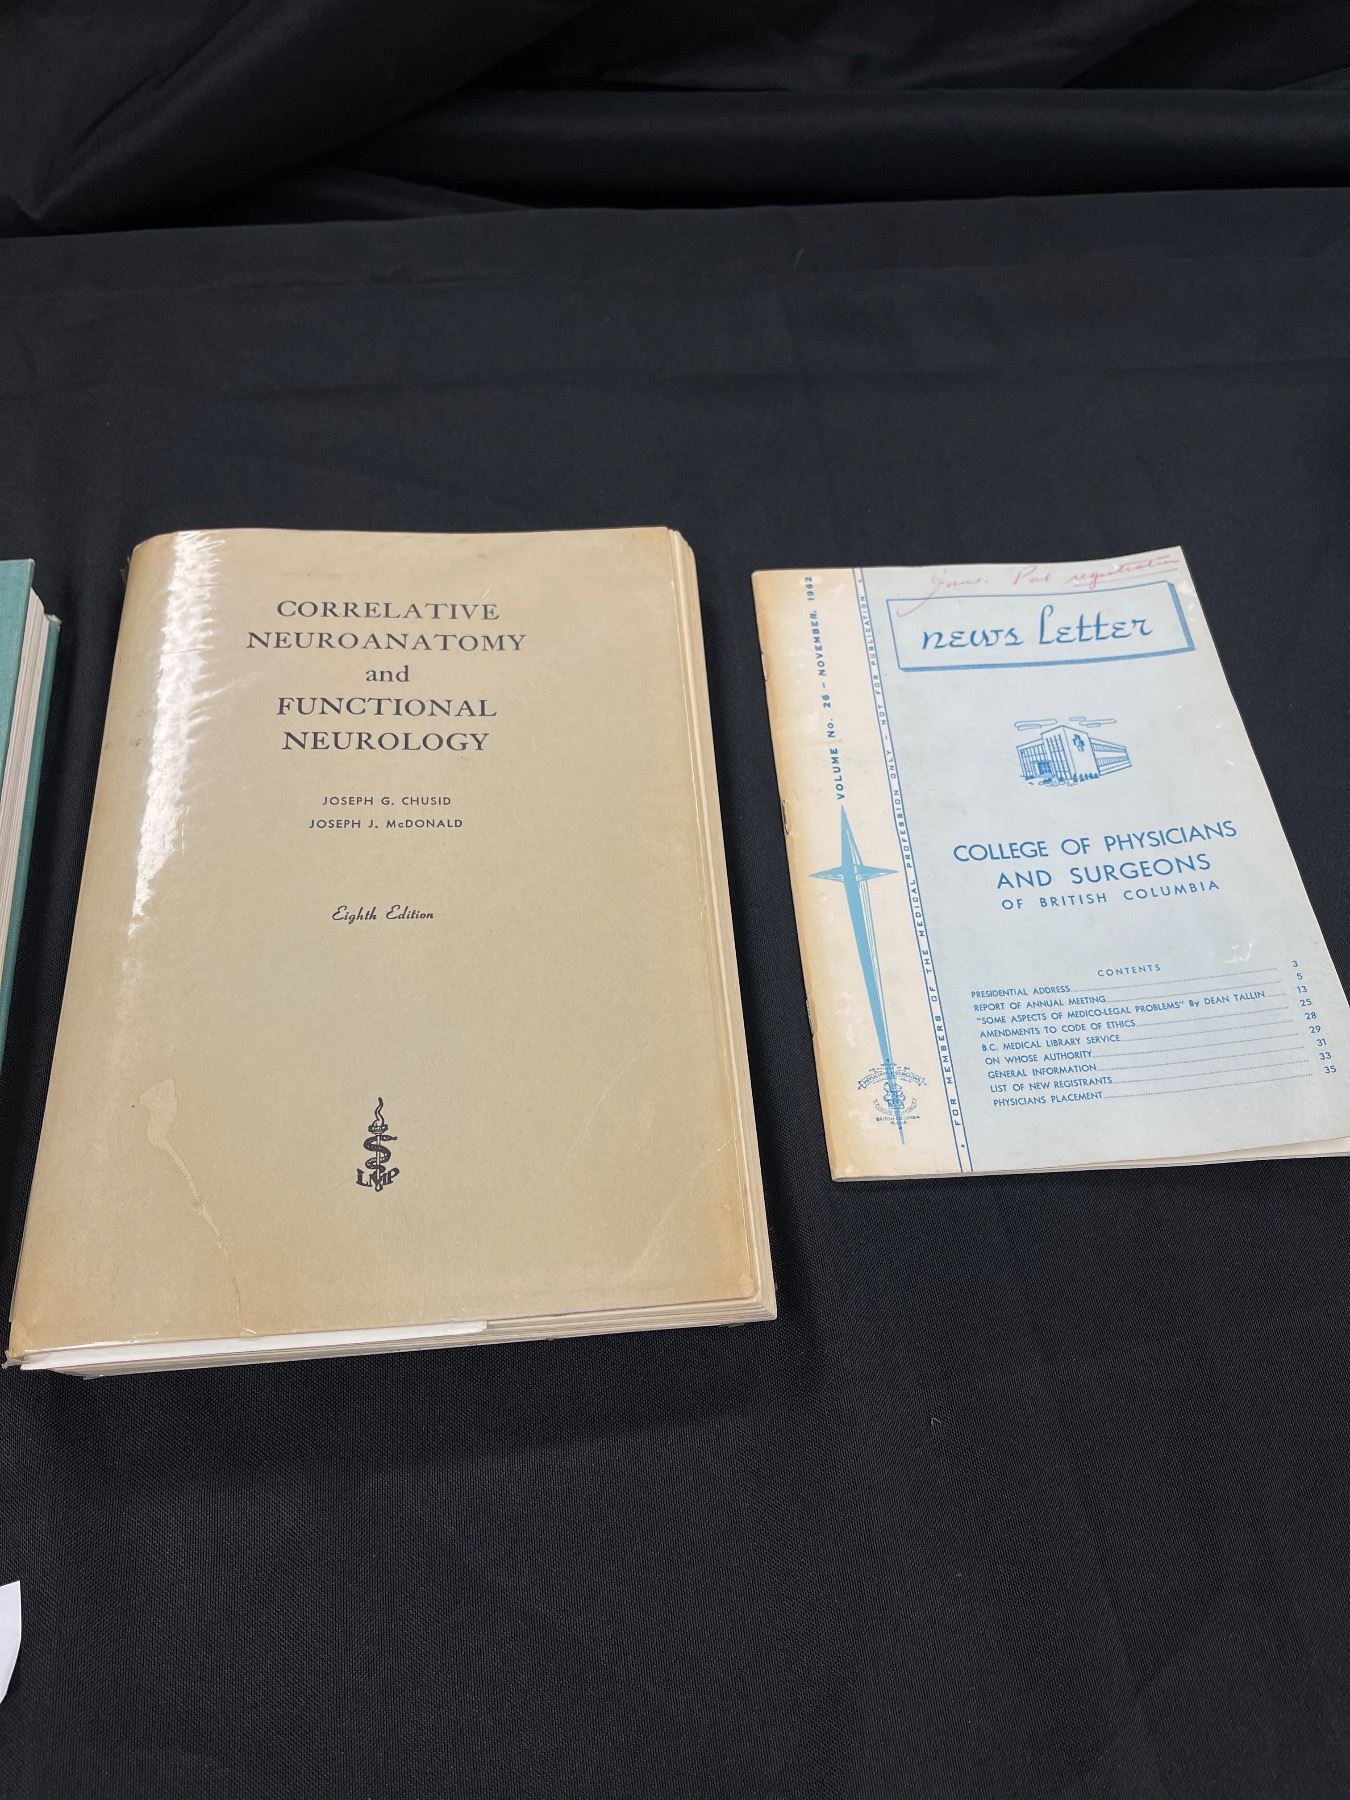 CORRELATIVE
NEUROANATOMY
and
FUNCTIONAL
NEUROLOGY
JOSEPH G. CHUSID
JOSEPH J. McDONALD
Eighth Edition
LMP
Pat registration
news letter
VOLUME No. 26 - NOVEMBER, 1962
• FOR MEMBERS OF THE MEDICAL PROFESSION ONLY - NOT FOR PUBLICATION •
COLLEGE OF PHYSICIANS
AND SURGEONS
OF BRITISH COLUMBIA
CONTENTS
PRESIDENTIAL ADDRESS 3
REPORT OF ANNUAL MEETING 5
"SOME ASPECTS OF MEDICO-LEGAL PROBLEMS" By DEAN TALLIN 13
AMENDMENTS TO CODE OF ETHICS 25
B.C. MEDICAL LIBRARY SERVICE 28
ON WHOSE AUTHORITY 29
GENERAL INFORMATION 31
LIST OF NEW REGISTRANTS 33
PHYSICIANS PLACEMENT 35
BRITISH COLUMBIA